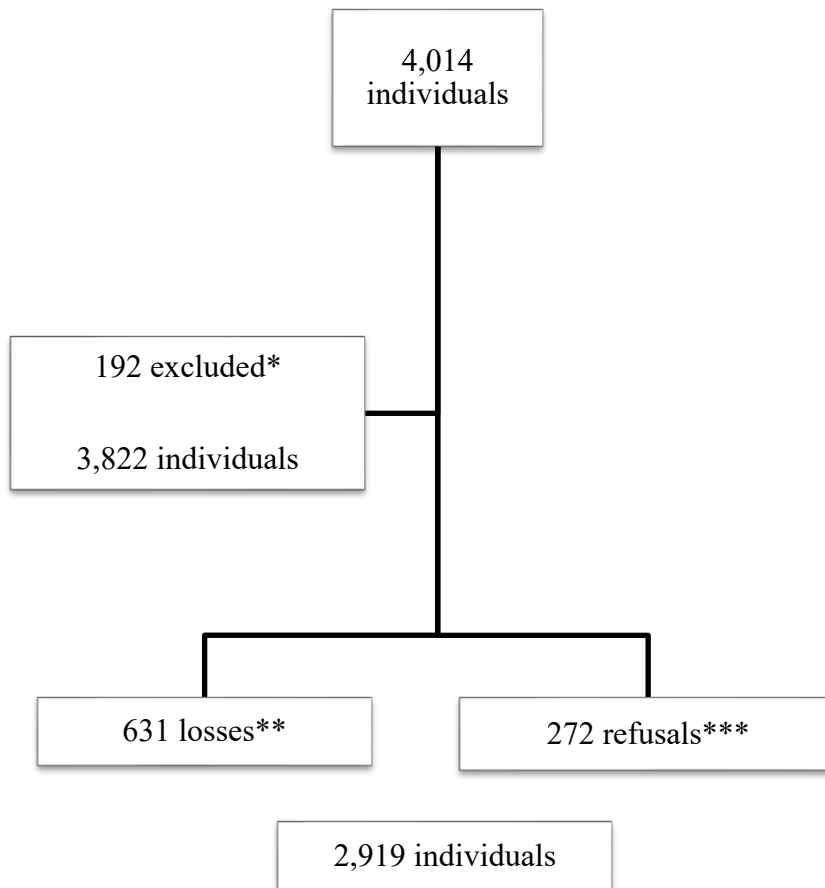 4,014
individuals
192 excluded*
3,822 individuals
631 losses**
272 refusals***
2,919 individuals